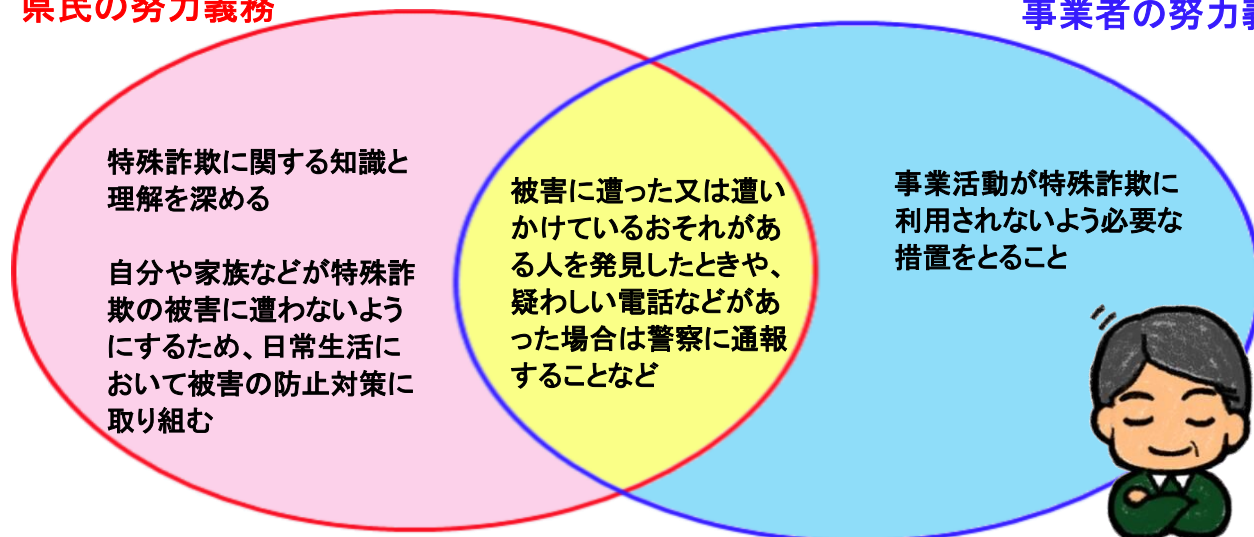 県民の努力義務
事業者の努力義
特殊詐欺に関する知識と
理解を深める
自分や家族などが特殊詐
欺の被害に遭わないよう
にするため、日常生活に
おいて被害の防止対策に
取り組む
被害に遭った又は遭い
かけているおそれがあ
る人を発見したときや、
疑わしい電話などがあ
った場合は警察に通報
することなど
事業活動が特殊詐欺に
利用されないよう必要な
措置をとること